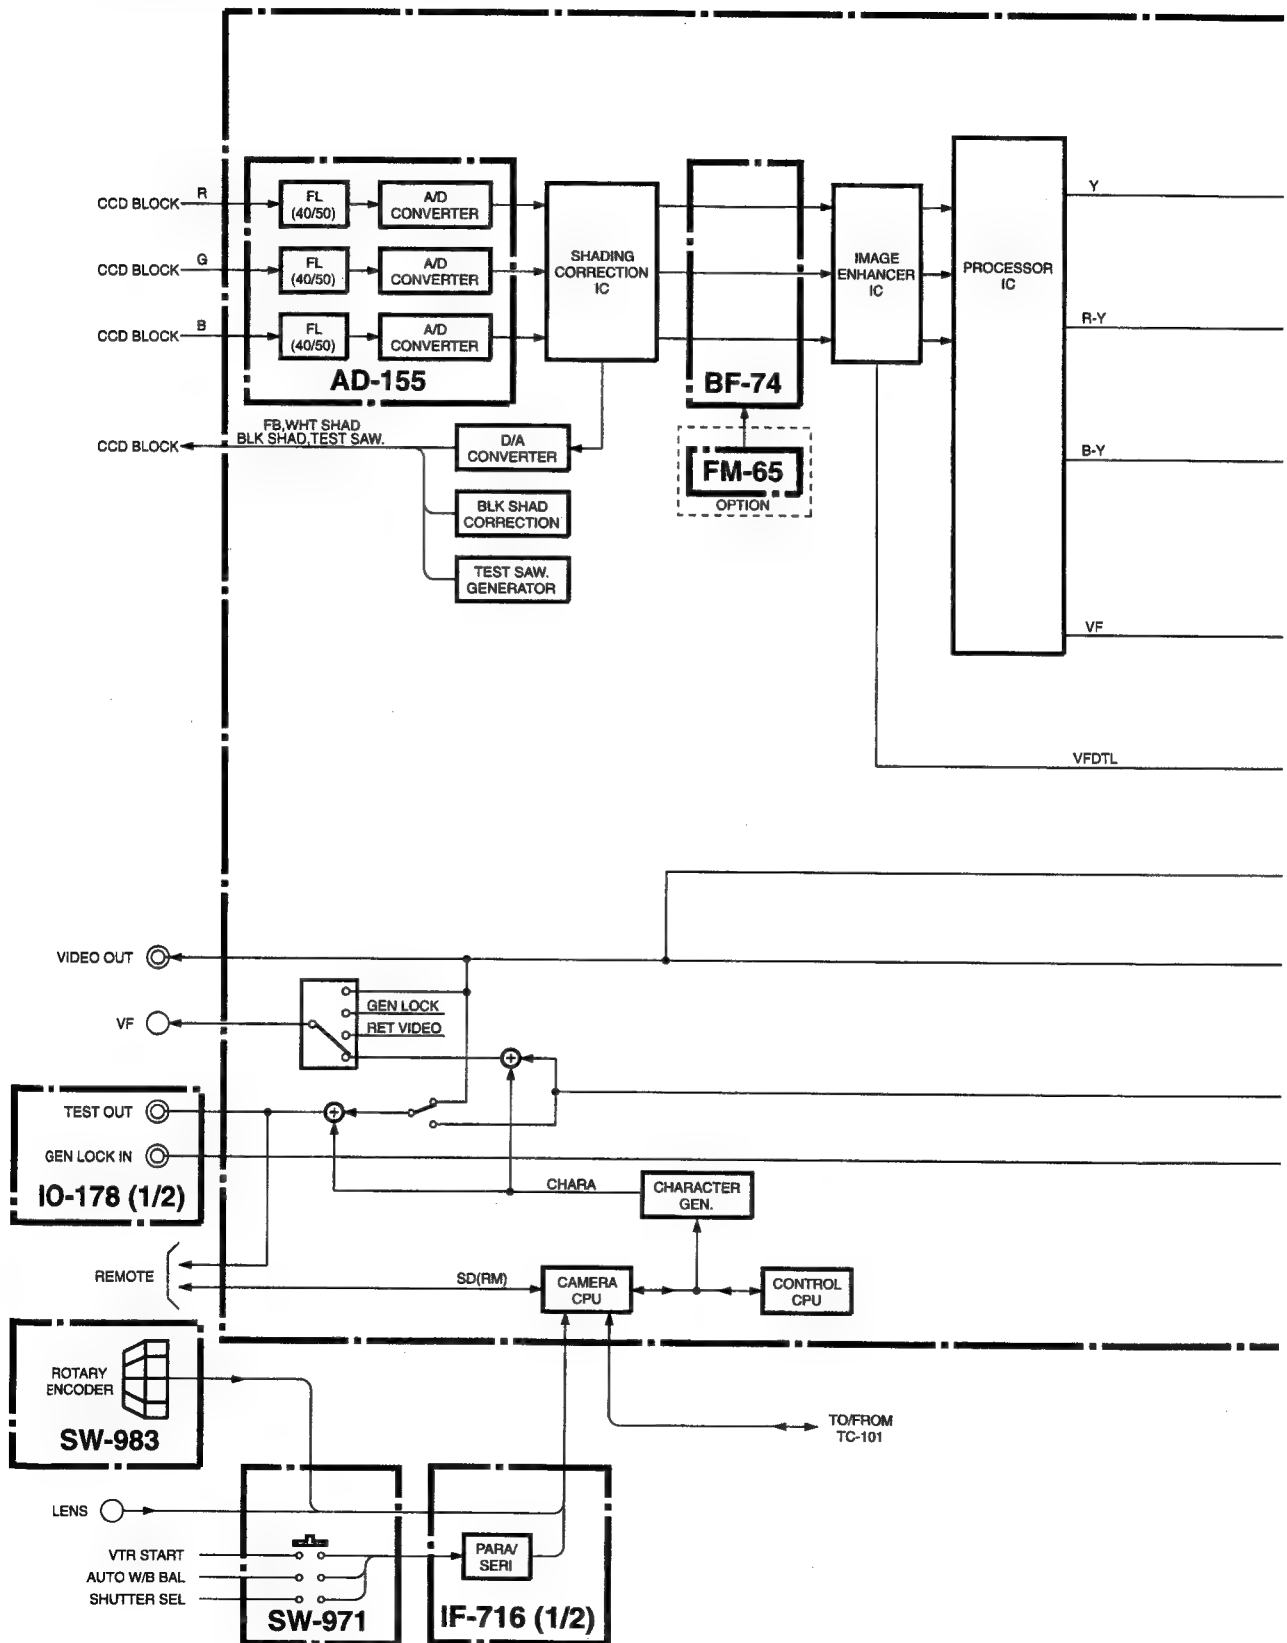 R
CCD BLOCK
FL
(40/50)
A/D
CONVERTER
G
CCD BLOCK
FL
(40/50)
A/D
CONVERTER
B
CCD BLOCK
FL
(40/50)
A/D
CONVERTER
AD-155
SHADING
CORRECTION
IC
BF-74
IMAGE
ENHANCER
IC
PROCESSOR
IC
Y
R-Y
B-Y
VF
FB,WHT SHAD
BLK SHAD,TEST SAW.
CCD BLOCK
D/A
CONVERTER
FM-65
OPTION
BLK SHAD
CORRECTION
TEST SAW.
GENERATOR
VFDTL
VIDEO OUT
VF
GEN LOCK
RET VIDEO
TEST OUT
GEN LOCK IN
IO-178 (1/2)
CHARA
CHARACTER
GEN.
REMOTE
SD(RM)
CAMERA
CPU
CONTROL
CPU
ROTARY
ENCODER
SW-983
TO/FROM
TC-101
LENS
VTR START
AUTO W/B BAL
SHUTTER SEL
SW-971
PARA/
SERI
IF-716 (1/2)